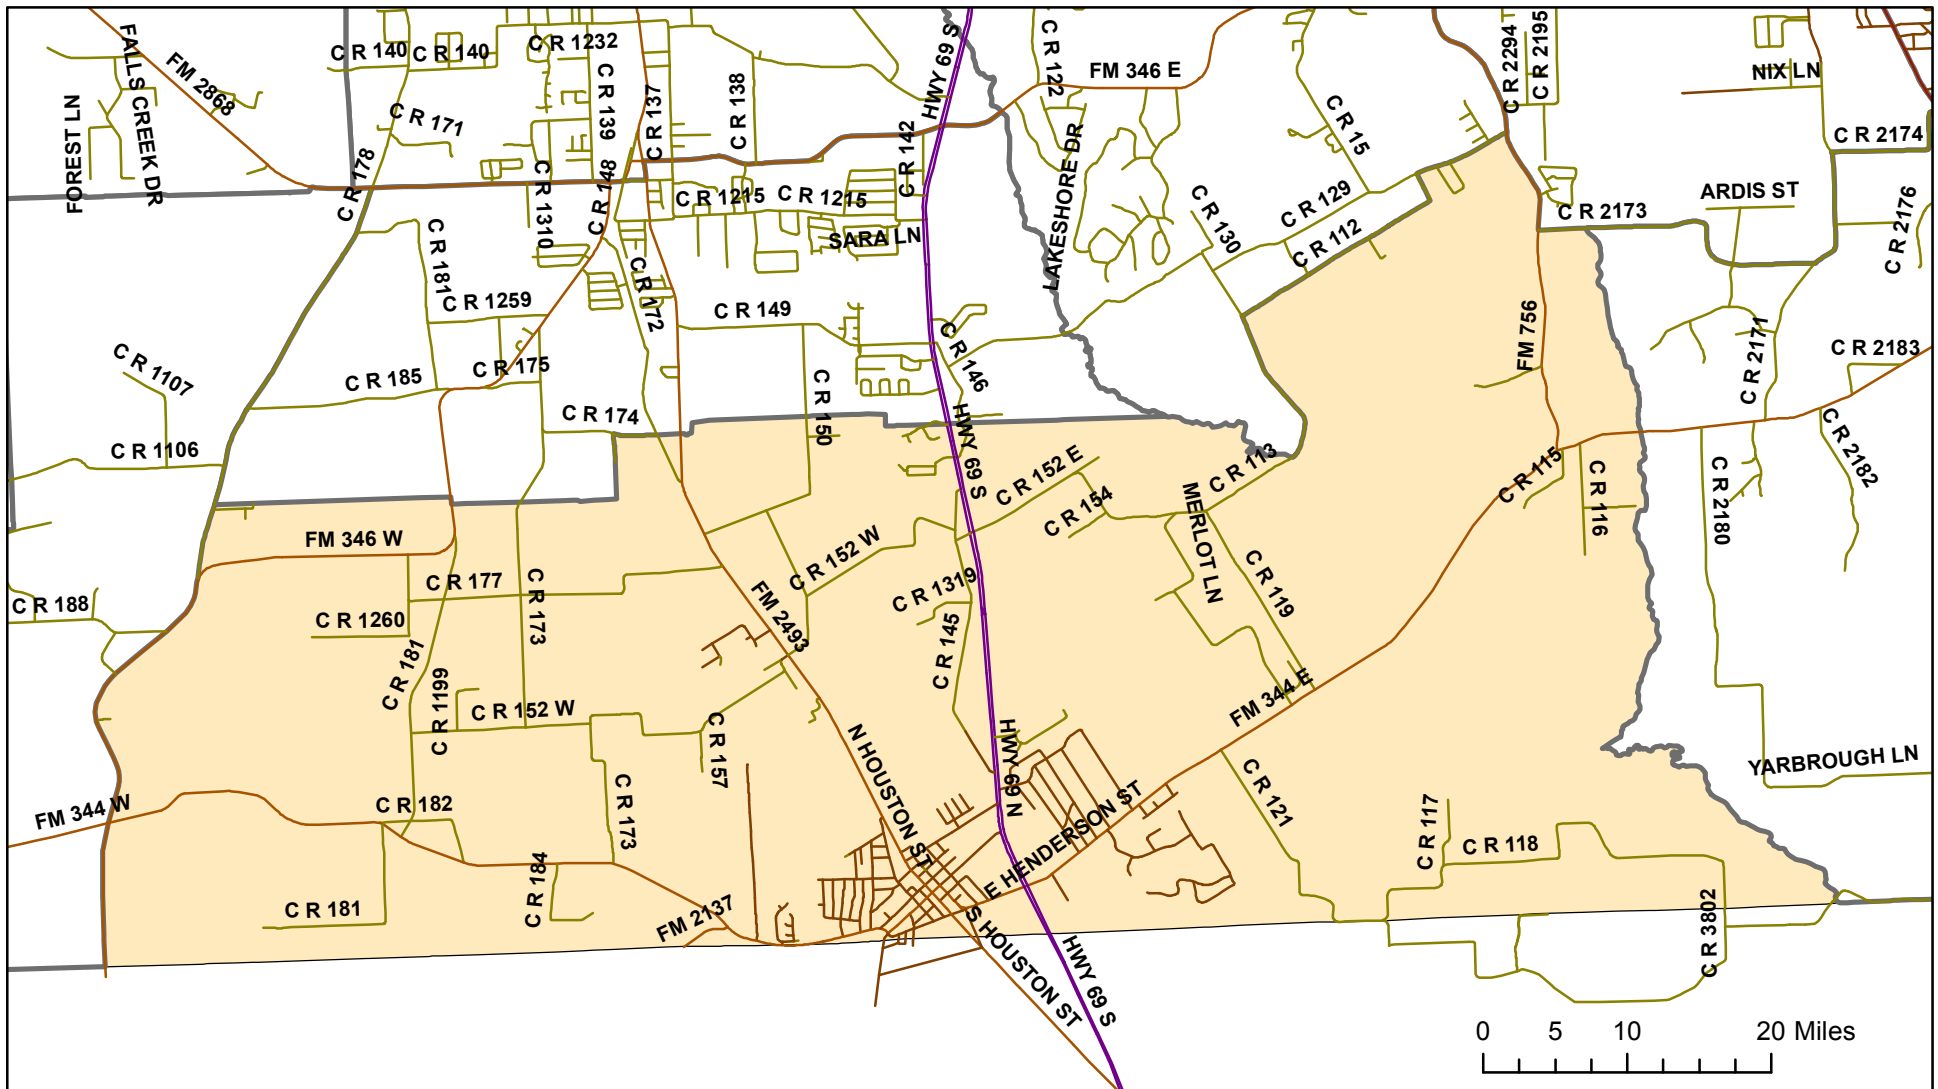 FALLS CREEK DR
FM 2868
FOREST LN
C R 140
C R 140
C R 1232
C R 139
C R 137
C R 138
HWY 69 S
C R 122
FM 346 E
C R 2294
C R 2195
NIX LN
C R 171
C R 142
LAKESHORE DR
C R 15
C R 2174
C R 178
C R 1310
C R 148
C R 1215
C R 1215
SARA LN
C R 130
C R 129
C R 112
C R 2173
ARDIS ST
C R 2176
C R 181
C R 172
C R 1259
C R 149
C R 146
FM 756
C R 2171
C R 2183
C R 1107
C R 185
C R 175
C R 174
C R 150
HWY 69 S
C R 1106
C R 152 E
C R 154
C R 113
MERLOT LN
C R 115
C R 116
C R 2180
C R 2182
FM 346 W
C R 177
C R 173
C R 152 W
C R 1319
C R 119
C R 188
C R 1260
C R 181
FM 2493
C R 145
C R 1199
C R 152 W
C R 157
N HOUSTON ST
HWY 69 N
FM 344 E
YARBROUGH LN
FM 344 W
C R 182
C R 173
E HENDERSON ST
C R 121
C R 117
C R 118
C R 184
C R 181
FM 2137
S HOUSTON ST
HWY 69 S
C R 3802
0 5 10 20 Miles